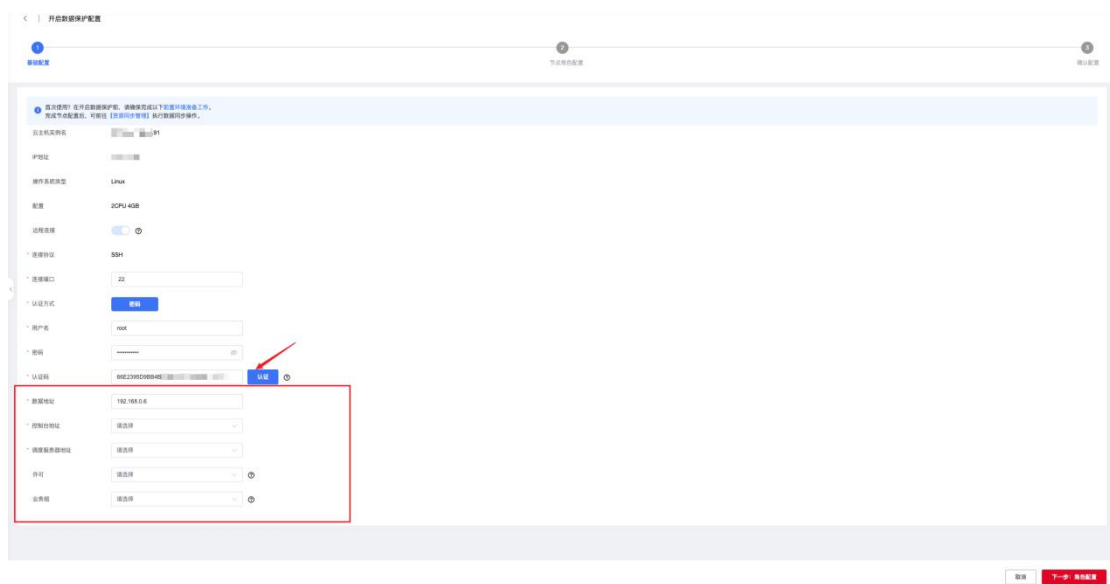 开启数据保护配置
1
2
3
基础配置
节点角色配置
确认配置
首次使用？在开启数据保护前，请确保完成以下前置环境准备工作。
完成节点配置后，可前往【资源同步管理】执行数据同步操作。
云主机实例名
91
IP地址
操作系统类型 Linux
配置 2CPU 4GB
远程连接
* 连接协议 SSH
* 连接端口 22
* 认证方式 密码
* 用户名 root
* 密码 ••••••••••
* 认证码 66E2395D9BB4B 认证
* 数据地址 192.168.0.6
* 控制台地址 请选择
* 调度服务器地址 请选择
许可 请选择
业务组 请选择
取消 下一步：角色配置